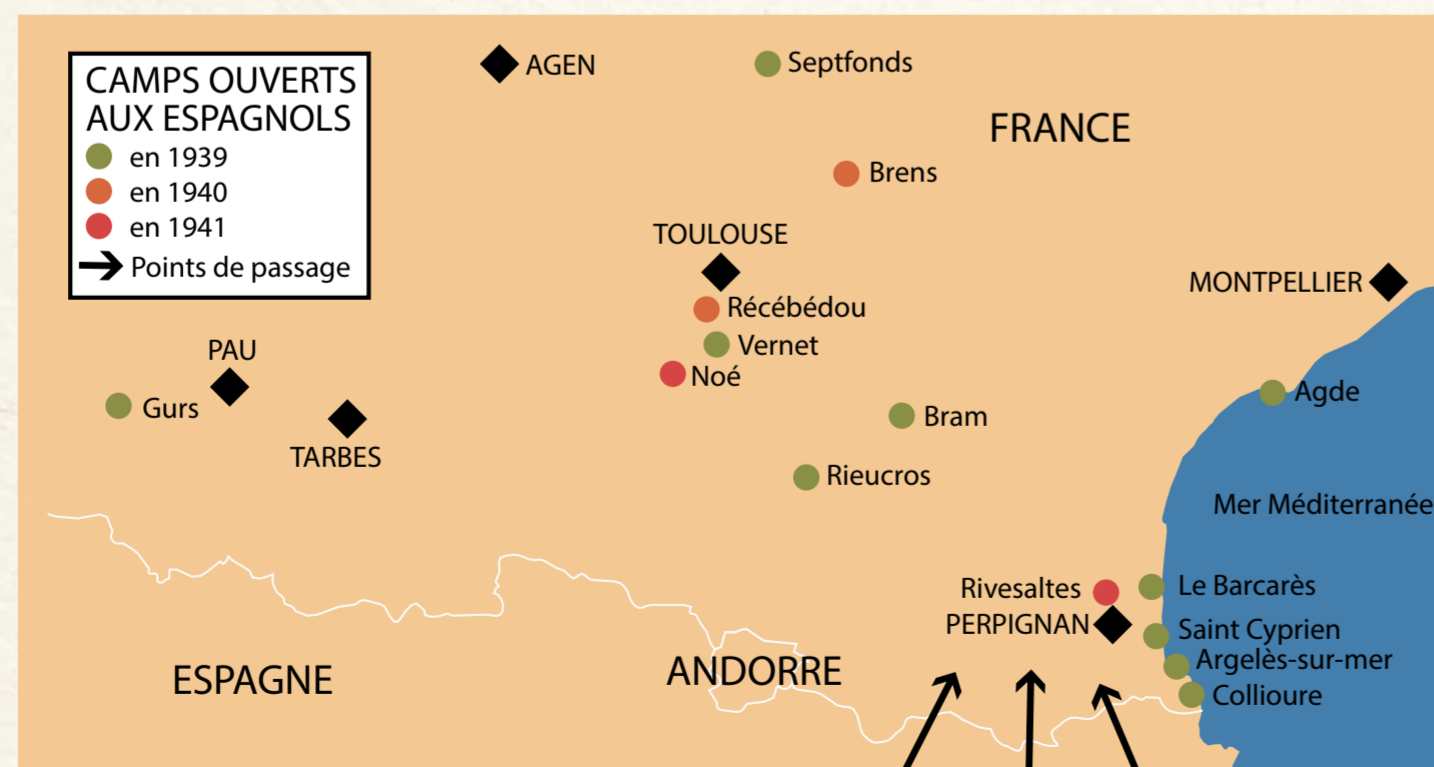 CAMPS OUVERTS
AUX ESPAGNOLS
en 1939
en 1940
en 1941
Points de passage
AGEN
Septfonds
FRANCE
Brens
TOULOUSE
MONTPELLIER
Récébédou
Vernet
Noé
PAU
Gurs
TARBES
Agde
Bram
Rieucros
Mer Méditerranée
Rivesaltes
Le Barcarès
PERPIGNAN
Saint Cyprien
Argelès-sur-mer
Collioure
ESPAGNE
ANDORRE